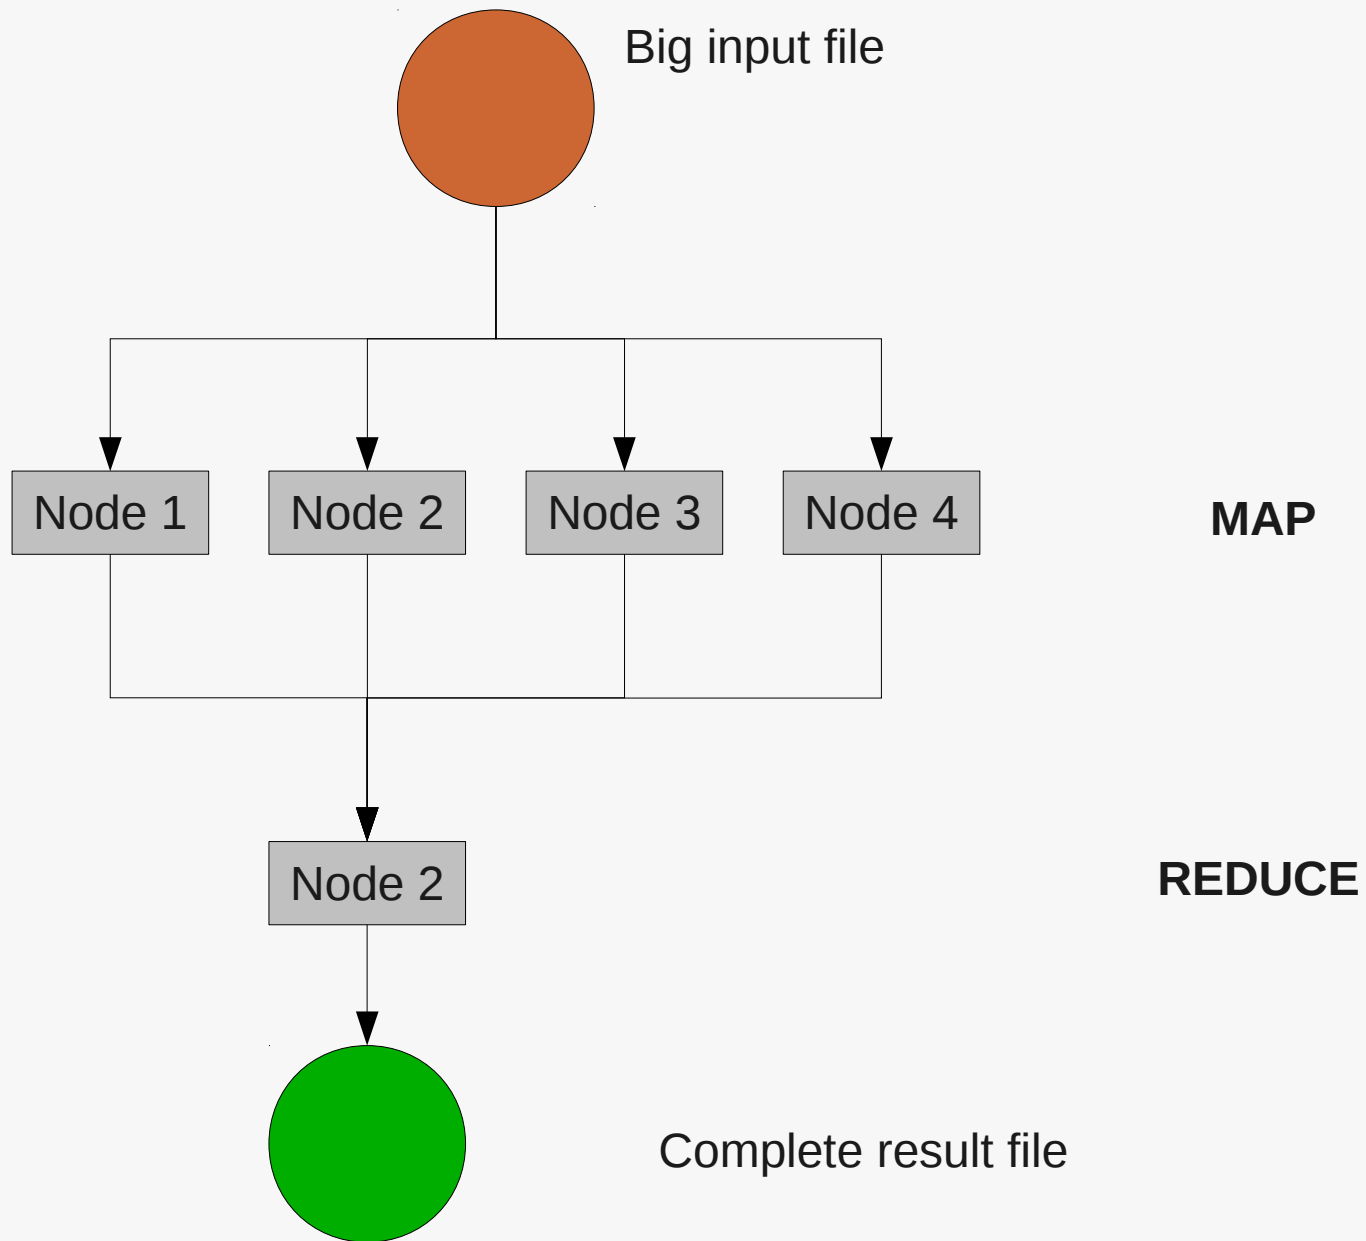 Big input file
Node 1
Node 2
Node 3
Node 4
MAP
Node 2
REDUCE
Complete result file